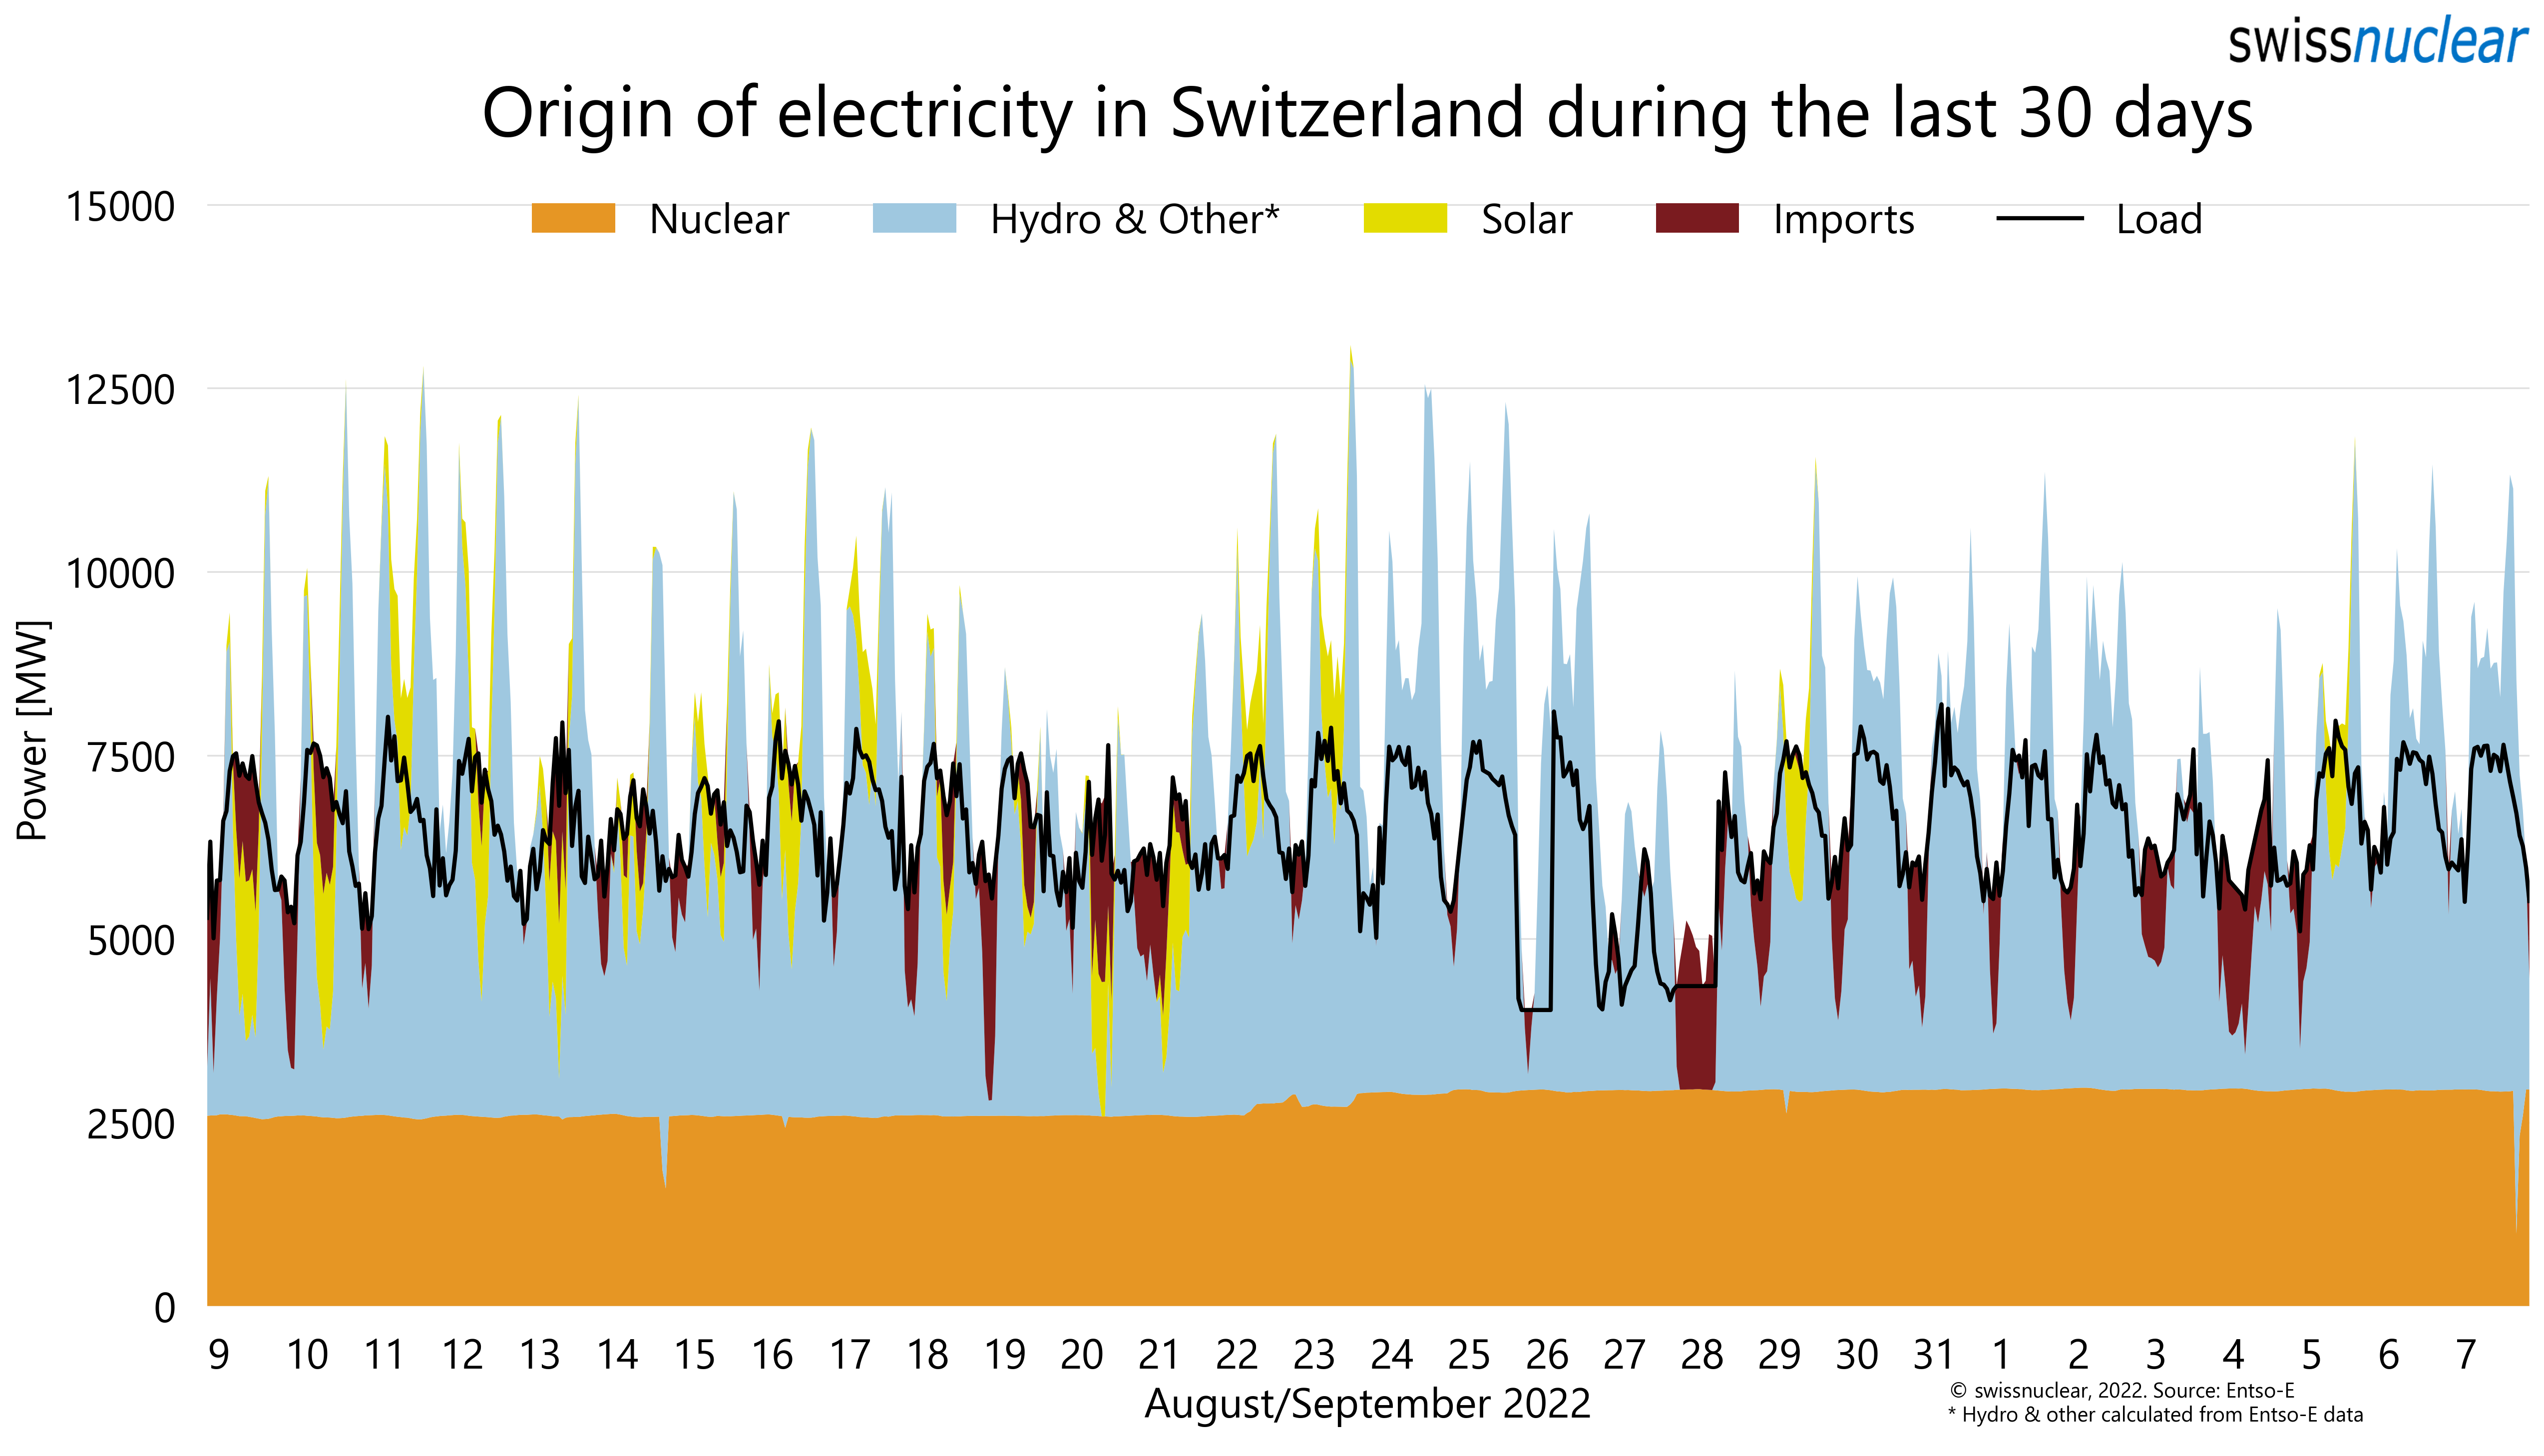 swissnuclear
Origin of electricity in Switzerland during the last 30 days
Nuclear Hydro & Other* Solar Imports Load
15000
12500
10000
7500
5000
2500
0
Power [MW]
9 10 11 12 13 14 15 16 17 18 19 20 21 22 23 24 25 26 27 28 29 30 31 1 2 3 4 5 6 7
August/September 2022
© swissnuclear, 2022. Source: Entso-E
* Hydro & other calculated from Entso-E data